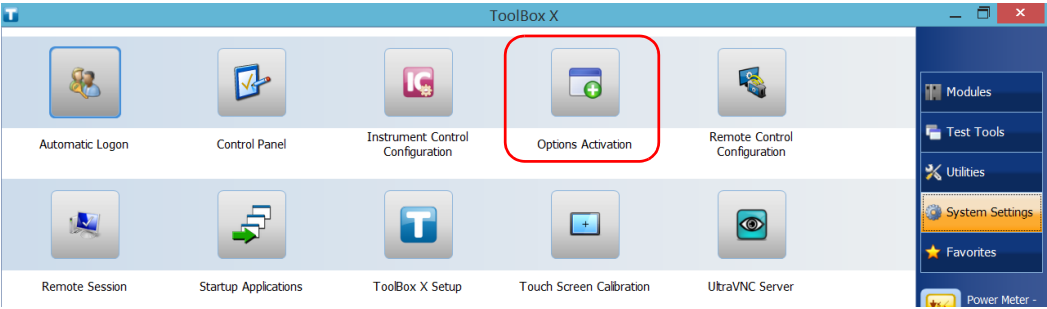 ToolBox X
Automatic Logon
Control Panel
Instrument Control
Configuration
Options Activation
Remote Control
Configuration
Remote Session
Startup Applications
ToolBox X Setup
Touch Screen Calibration
UltraVNC Server
Modules
Test Tools
Utilities
System Settings
Favorites
Power Meter -